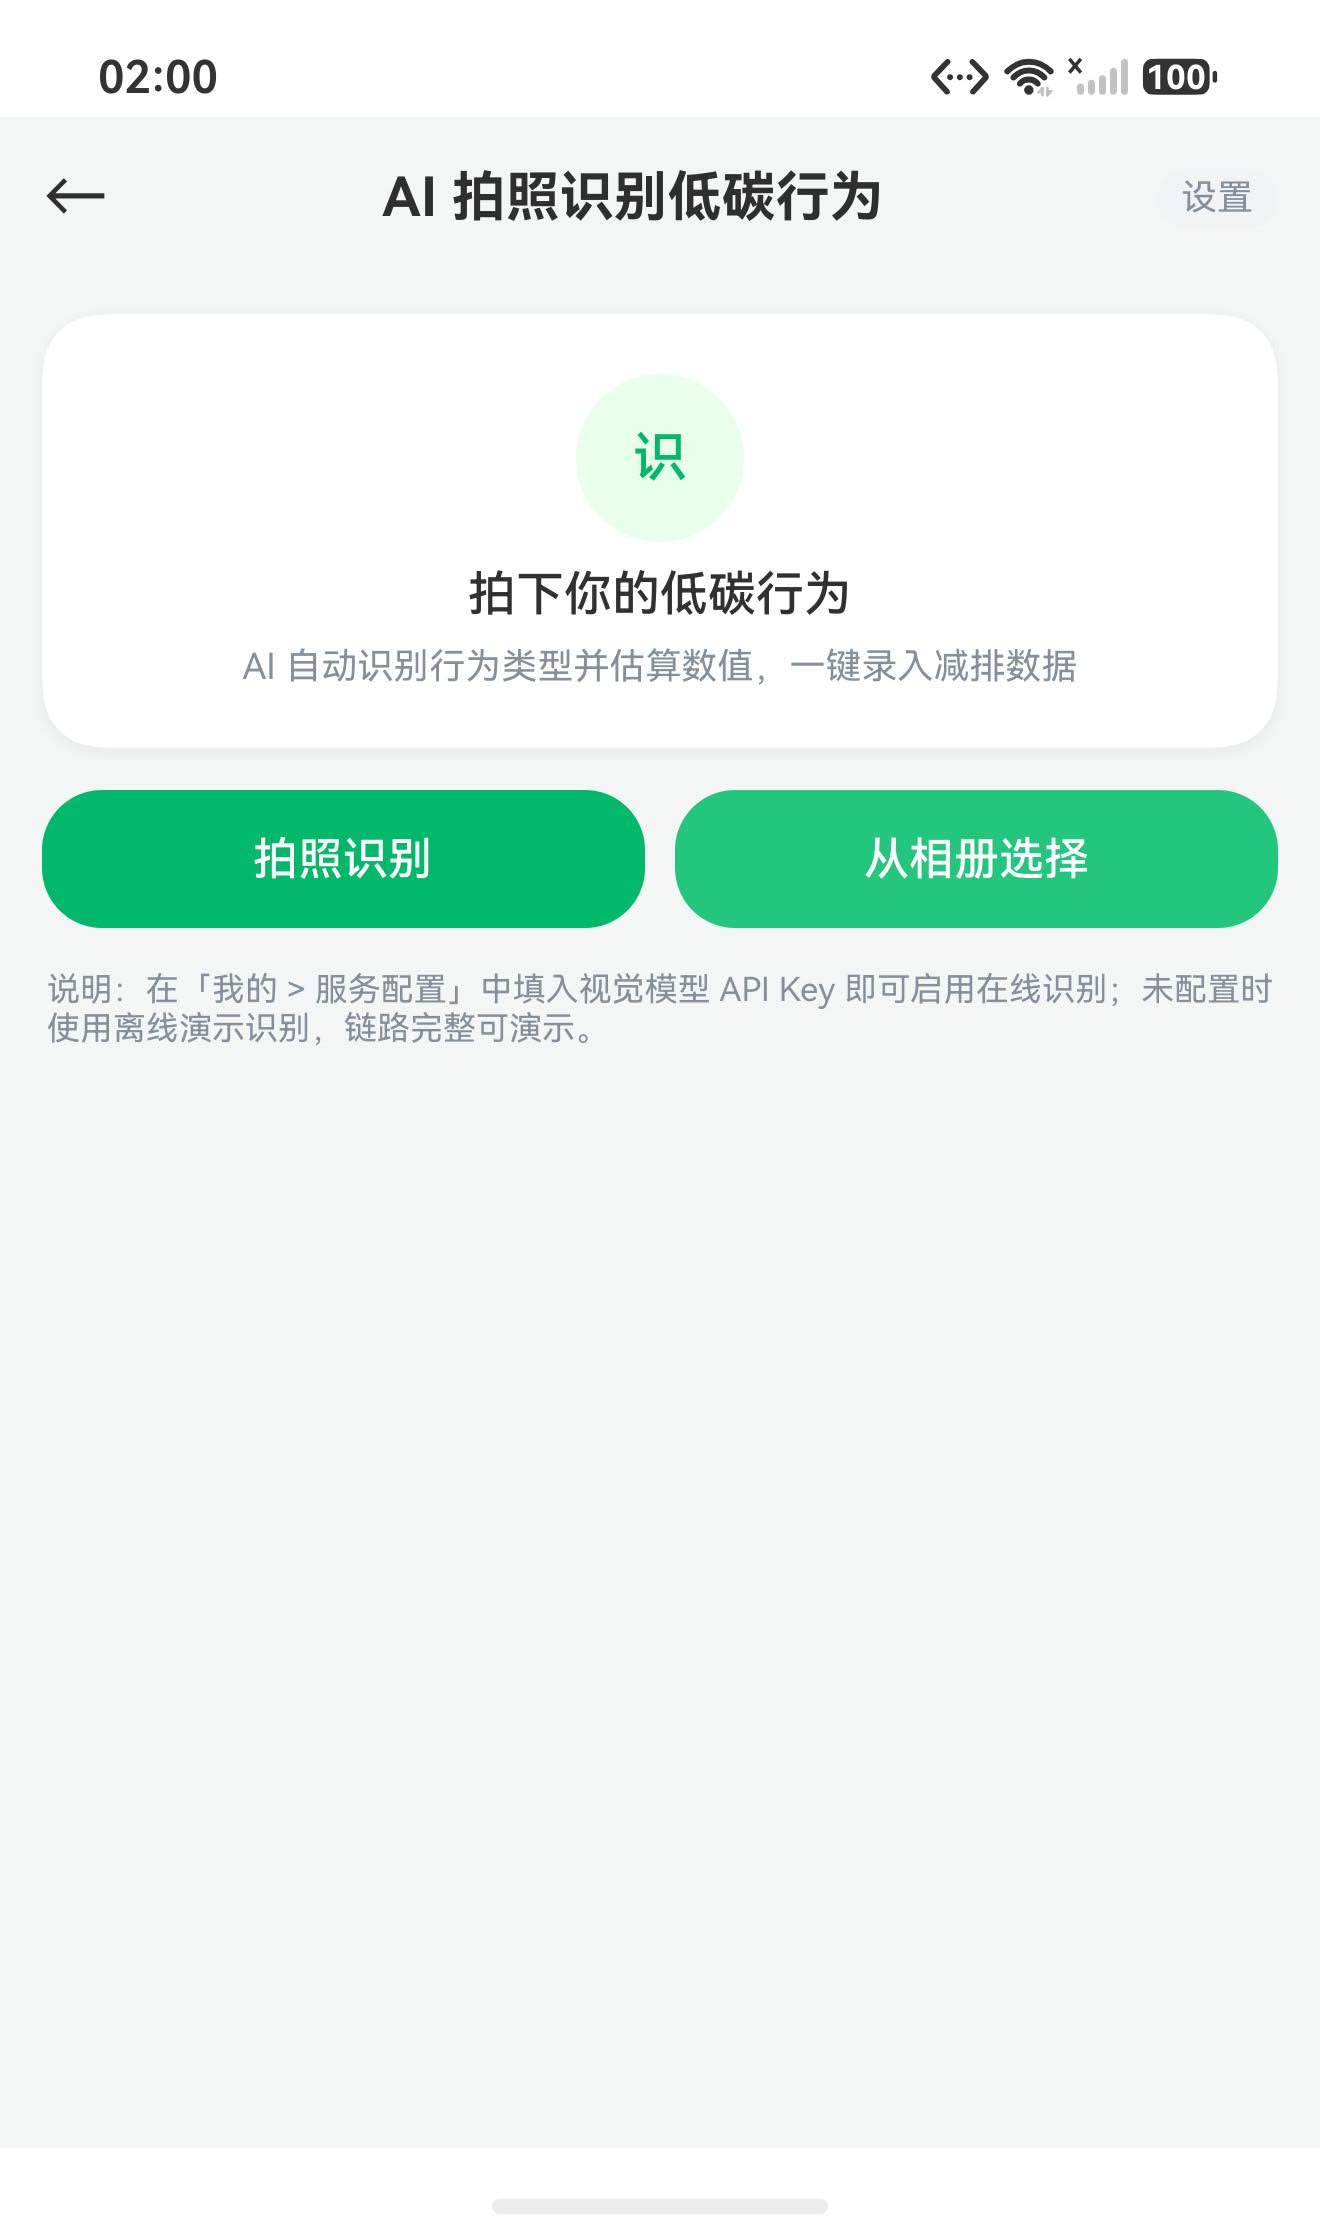 02:00
100
AI 拍照识别低碳行为
设置
识
拍下你的低碳行为
AI 自动识别行为类型并估算数值，一键录入减排数据
拍照识别
从相册选择
说明：在「我的 > 服务配置」中填入视觉模型 API Key 即可启用在线识别；未配置时
使用离线演示识别，链路完整可演示。